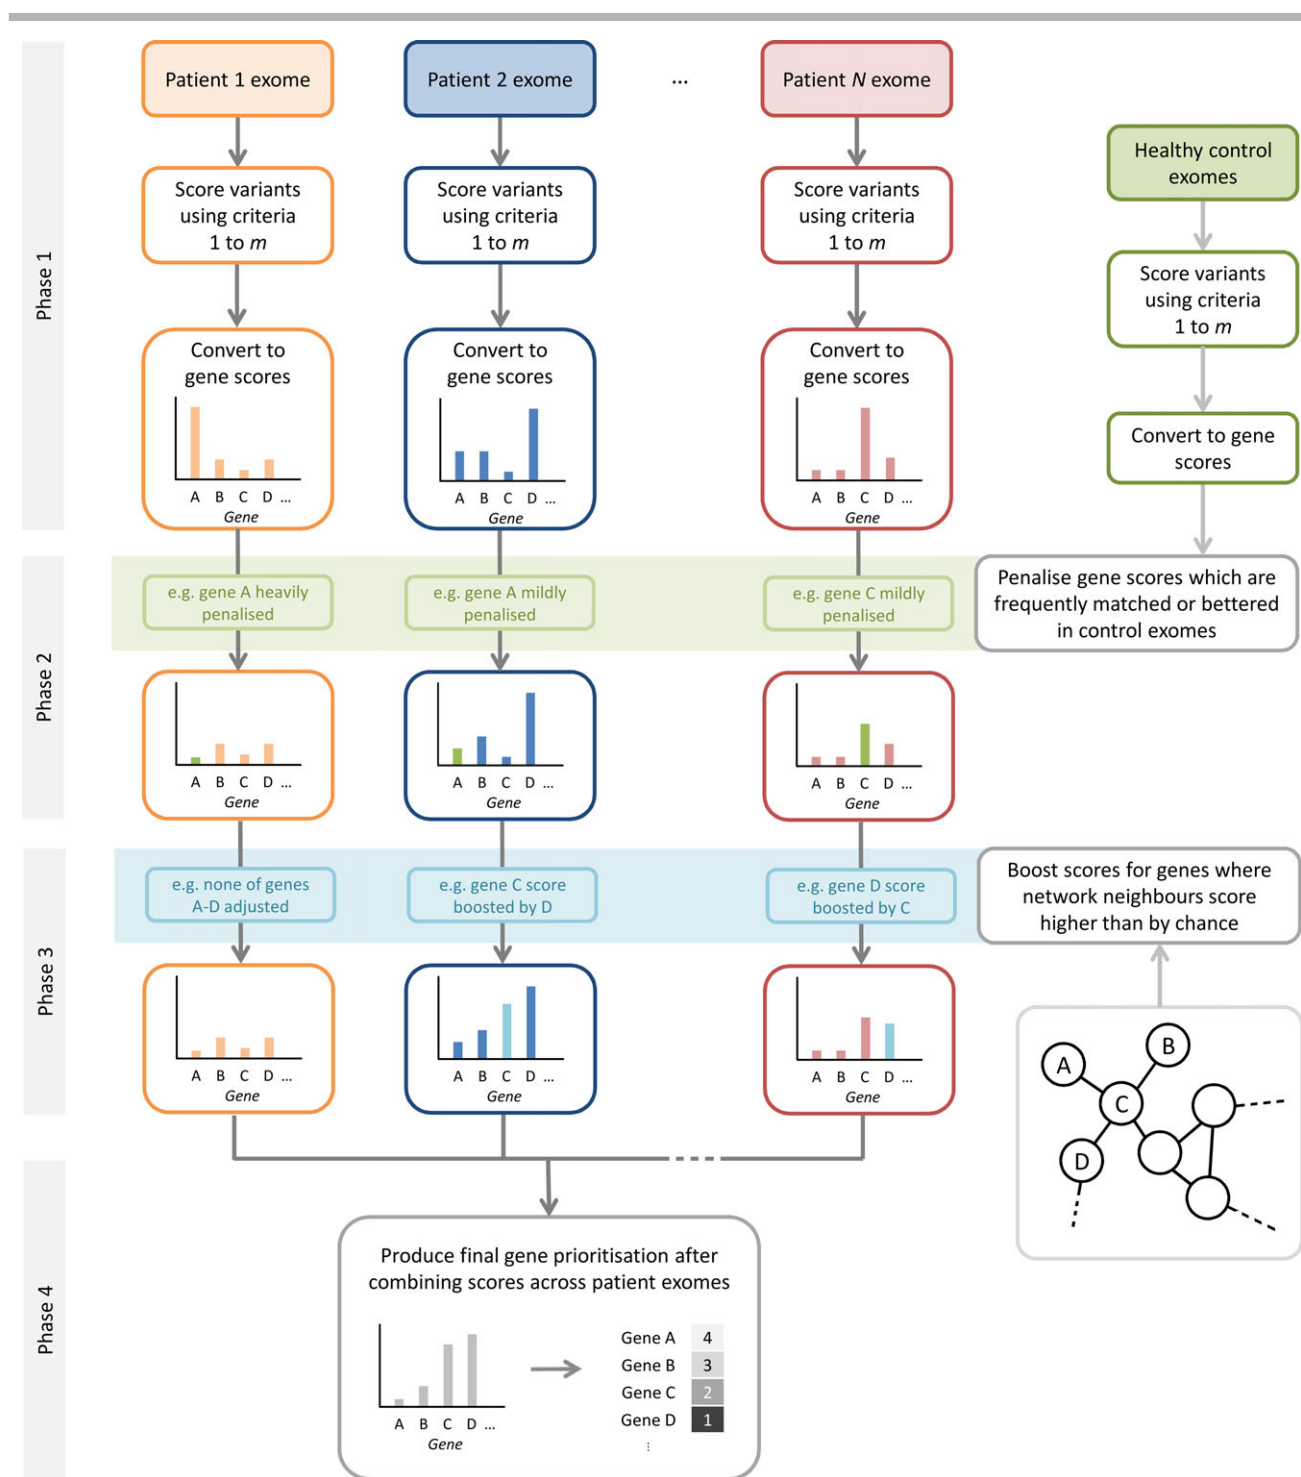 Phase 1
Patient 1 exome
Patient 2 exome
...
Patient N exome
Healthy control
exomes
Score variants
using criteria
1 to m
Score variants
using criteria
1 to m
Score variants
using criteria
1 to m
Score variants
using criteria
1 to m
Convert to
gene scores
A B C D ...
Gene
Convert to
gene scores
A B C D ...
Gene
Convert to
gene scores
A B C D ...
Gene
Convert to gene
scores
Phase 2
e.g. gene A heavily
penalised
e.g. gene A mildly
penalised
e.g. gene C mildly
penalised
Penalise gene scores which are
frequently matched or bettered
in control exomes
A B C D ...
Gene
A B C D ...
Gene
A B C D ...
Gene
Phase 3
e.g. none of genes
A-D adjusted
e.g. gene C score
boosted by D
e.g. gene D score
boosted by C
Boost scores for genes where
network neighbours score
higher than by chance
A B C D ...
Gene
A B C D ...
Gene
A B C D ...
Gene
A
B
C
D
Phase 4
Produce final gene prioritisation after
combining scores across patient exomes
A B C D ...
Gene
Gene A 4
Gene B 3
Gene C 2
Gene D 1
⋮